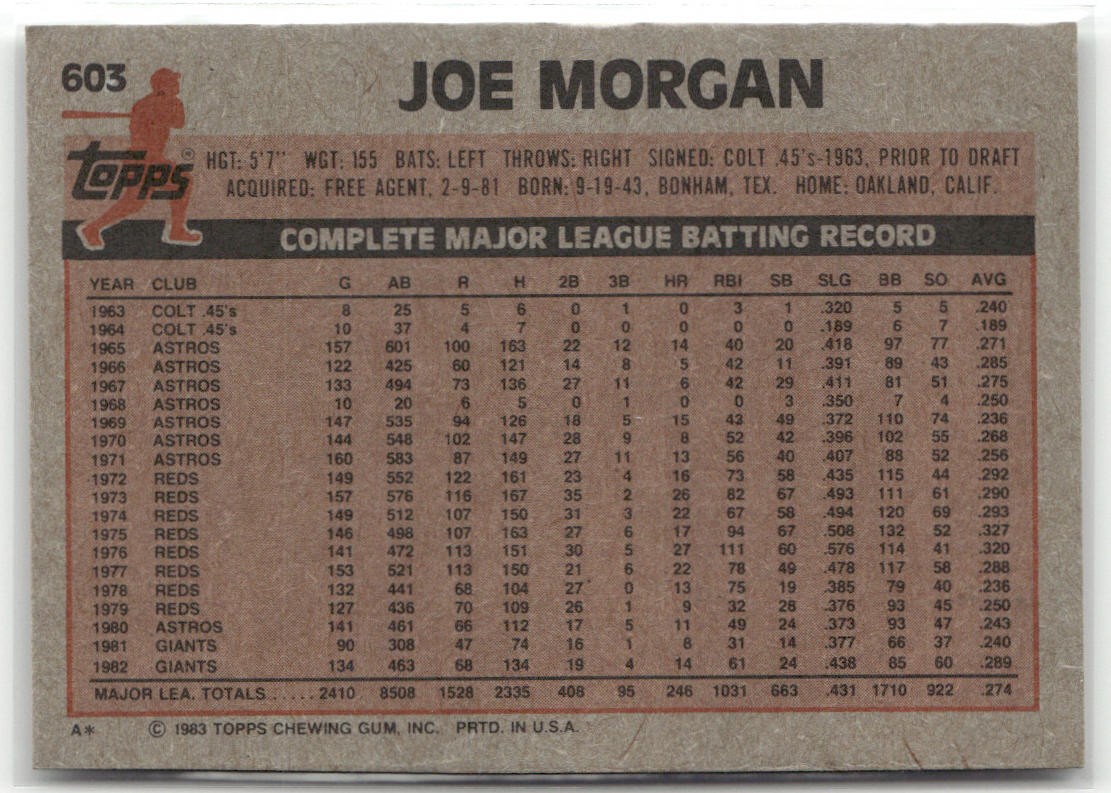 603
JOE MORGAN
Topps®
HGT: 5'7" WGT: 155 BATS: LEFT THROWS: RIGHT SIGNED: COLT .45's-1963, PRIOR TO DRAFT
ACQUIRED: FREE AGENT, 2-9-81 BORN: 9-19-43, BONHAM, TEX. HOME: OAKLAND, CALIF.
COMPLETE MAJOR LEAGUE BATTING RECORD
YEAR CLUB G AB R H 2B 3B HR RBI SB SLG BB SO AVG
1963 COLT .45's 8 25 5 6 0 1 0 3 1 .320 5 5 .240
1964 COLT .45's 10 37 4 7 0 0 0 0 0 .189 6 7 .189
1965 ASTROS 157 601 100 163 22 12 14 40 20 .418 97 77 .271
1966 ASTROS 122 425 60 121 14 8 5 42 11 .391 89 43 .285
1967 ASTROS 133 494 73 136 27 11 6 42 29 .411 81 51 .275
1968 ASTROS 10 20 6 5 0 1 0 0 3 .350 7 4 .250
1969 ASTROS 147 535 94 126 18 5 15 43 49 .372 110 74 .236
1970 ASTROS 144 548 102 147 28 9 8 52 42 .396 102 55 .268
1971 ASTROS 160 583 87 149 27 11 13 56 40 .407 88 52 .256
1972 REDS 149 552 122 161 23 4 16 73 58 .435 115 44 .292
1973 REDS 157 576 116 167 35 2 26 82 67 .493 111 61 .290
1974 REDS 149 512 107 150 31 3 22 67 58 .494 120 69 .293
1975 REDS 146 498 107 163 27 6 17 94 67 .508 132 52 .327
1976 REDS 141 472 113 151 30 5 27 111 60 .576 114 41 .320
1977 REDS 153 521 113 150 21 6 22 78 49 .478 117 58 .288
1978 REDS 132 441 68 104 27 0 13 75 19 .385 79 40 .236
1979 REDS 127 436 70 109 26 1 9 32 28 .376 93 45 .250
1980 ASTROS 141 461 66 112 17 5 11 49 24 .373 93 47 .243
1981 GIANTS 90 308 47 74 16 1 8 31 14 .377 66 37 .240
1982 GIANTS 134 463 68 134 19 4 14 61 24 .438 85 60 .289
MAJOR LEA. TOTALS ..... 2410 8508 1528 2335 408 95 246 1031 663 .431 1710 922 .274
A* © 1983 TOPPS CHEWING GUM, INC. PRTD. IN U.S.A.